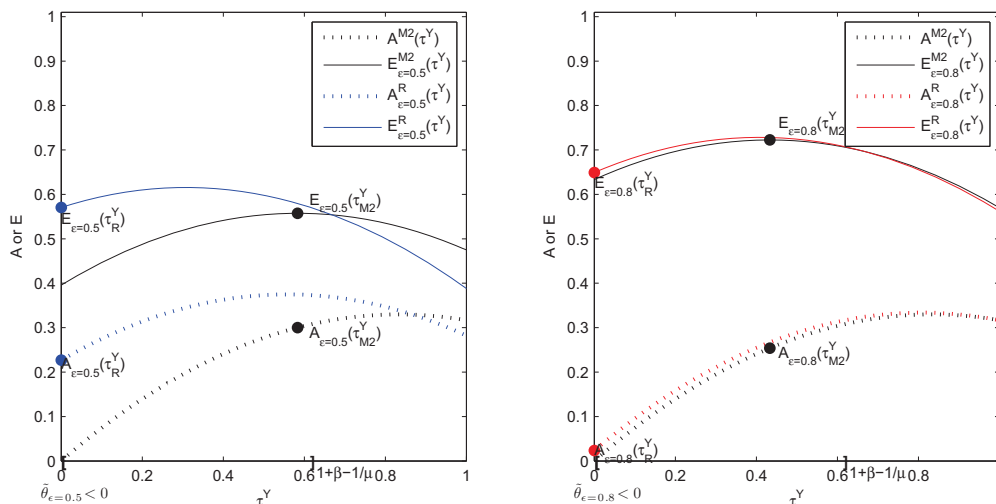 A^{M2}(τ^Y)
E^{M2}_{ε=0.5}(τ^Y)
A^R_{ε=0.5}(τ^Y)
E^R_{ε=0.5}(τ^Y)
1
0.9
0.8
0.7
0.6
0.5
0.4
0.3
0.2
0.1
0
A or E
E_{ε=0.5}(τ^Y_R)
E_{ε=0.5}(τ^Y_{M2})
A_{ε=0.5}(τ^Y_R)
A_{ε=0.5}(τ^Y_{M2})
[
]1+β−1/μ
0 0.2 0.4 0.6 1
θ̃_{ε=0.5}<0
τ^Y
A^{M2}(τ^Y)
E^{M2}_{ε=0.8}(τ^Y)
A^R_{ε=0.8}(τ^Y)
E^R_{ε=0.8}(τ^Y)
1
0.9
0.8
0.7
0.6
0.5
0.4
0.3
0.2
0.1
0
A or E
E_{ε=0.8}(τ^Y_R)
E_{ε=0.8}(τ^Y_{M2})
A_{ε=0.8}(τ^Y_R)
A_{ε=0.8}(τ^Y_{M2})
[
]1+β−1/μ
0 0.2 0.4 0.6
θ̃_{ε=0.8}<0
τ^Y